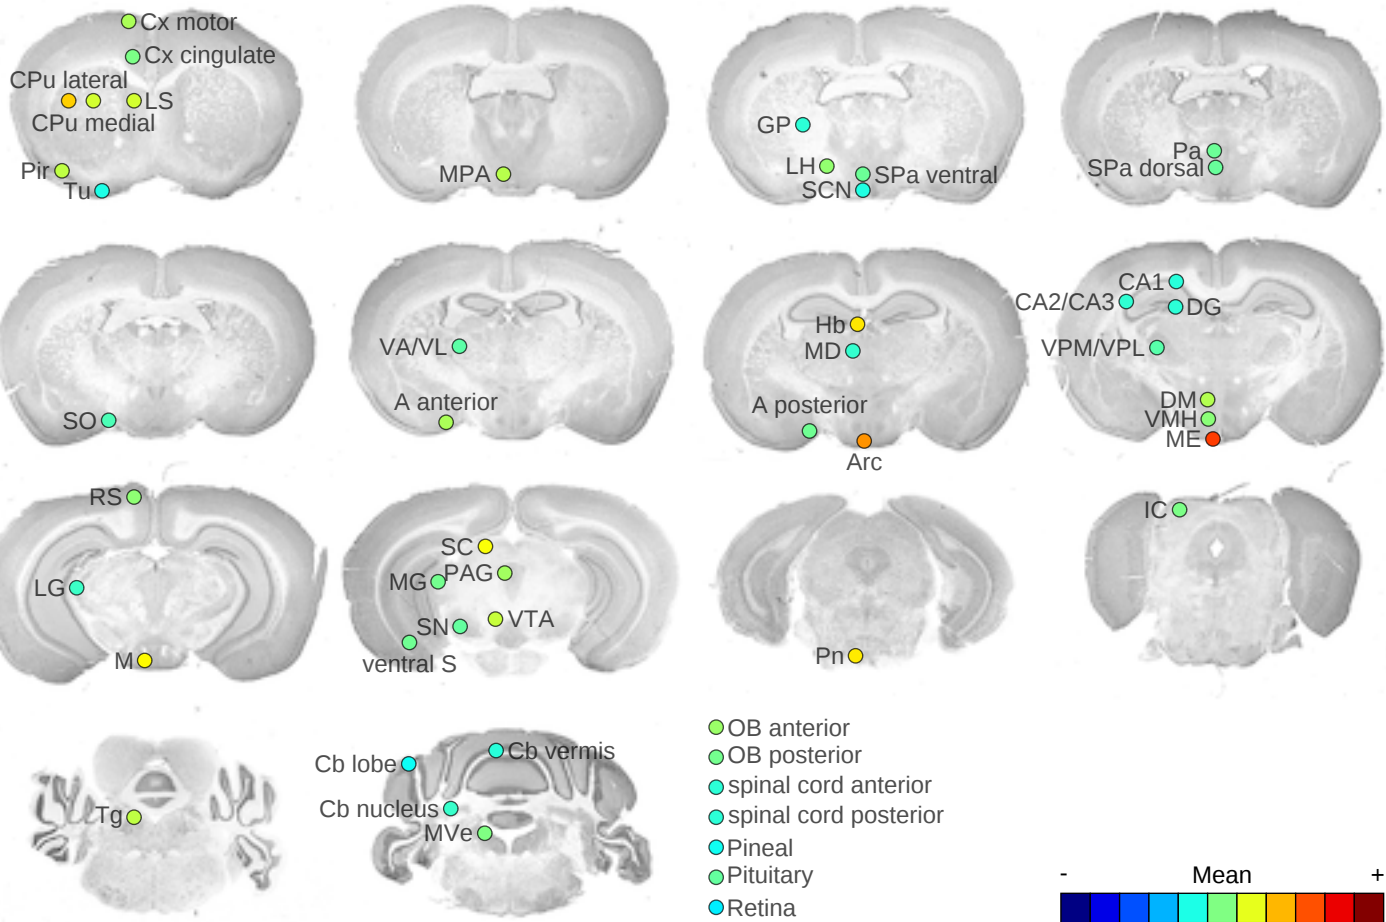 Cx motor
Cx cingulate
CPu lateral
LS
CPu medial
Pir
Tu
MPA
GP
LH
SPa ventral
SCN
Pa
SPa dorsal
SO
VA/VL
A anterior
Hb
MD
A posterior
Arc
CA1
CA2/CA3
DG
VPM/VPL
DM
VMH
ME
RS
LG
M
SC
MG
PAG
SN
VTA
ventral S
Pn
IC
Tg
Cb lobe
Cb vermis
Cb nucleus
MVe
OB anterior
OB posterior
spinal cord anterior
spinal cord posterior
Pineal
Pituitary
Retina
- Mean +